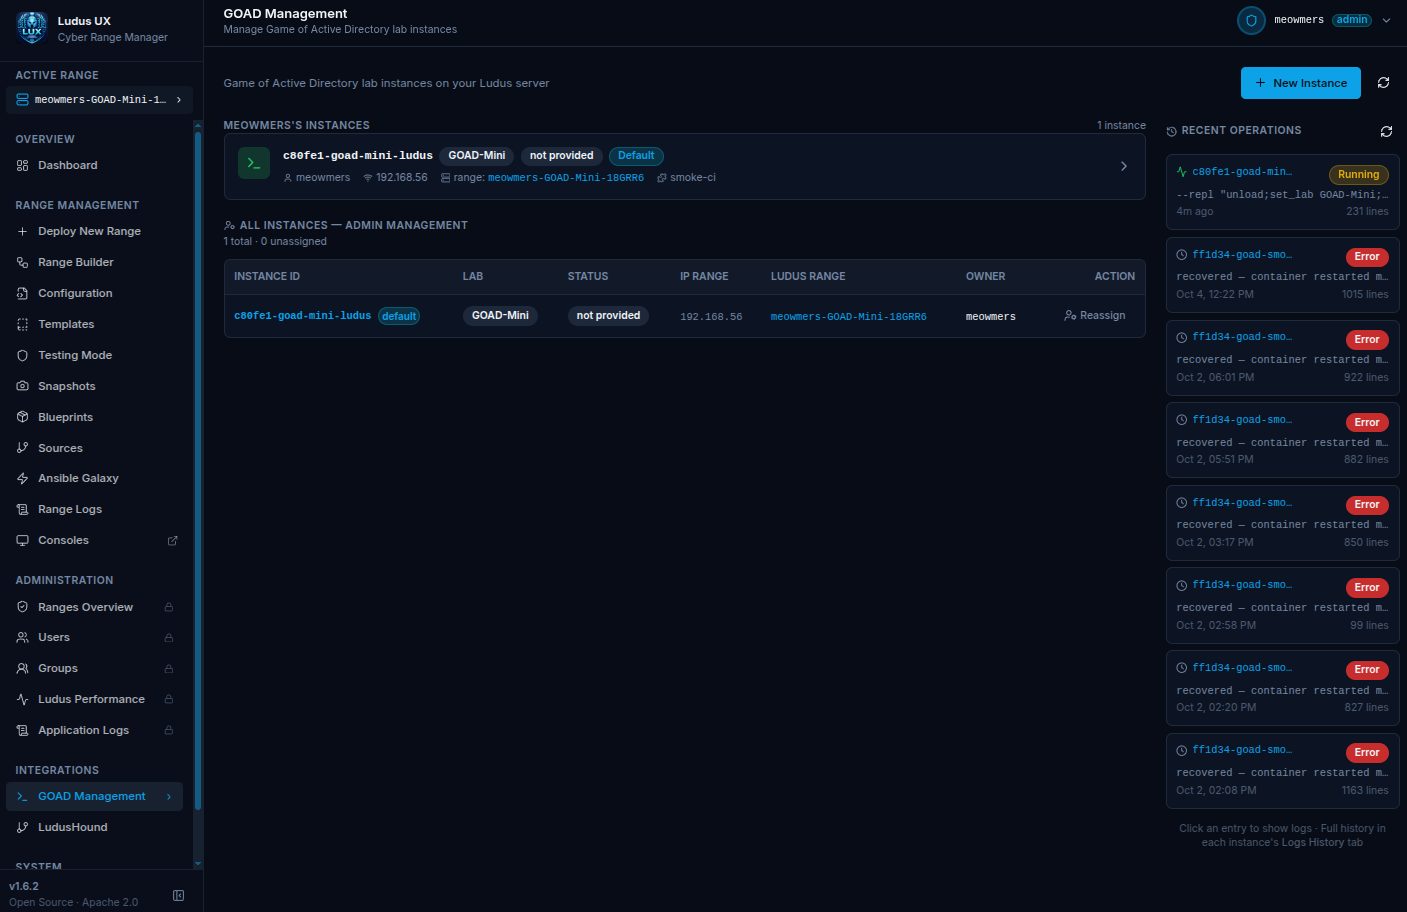 Ludus UX
Cyber Range Manager
LUX
ACTIVE RANGE
meowmers-GOAD-Mini-1…
OVERVIEW
Dashboard
RANGE MANAGEMENT
Deploy New Range
Range Builder
Configuration
Templates
Testing Mode
Snapshots
Blueprints
Sources
Ansible Galaxy
Range Logs
Consoles
ADMINISTRATION
Ranges Overview
Users
Groups
Ludus Performance
Application Logs
INTEGRATIONS
GOAD Management
LudusHound
SYSTEM
v1.6.2
Open Source · Apache 2.0
GOAD Management
Manage Game of Active Directory lab instances
meowmers admin
Game of Active Directory lab instances on your Ludus server
New Instance
MEOWMERS'S INSTANCES
1 instance
c80fe1-goad-mini-ludus GOAD-Mini not provided Default
meowmers 192.168.56 range: meowmers-GOAD-Mini-18GRR6 smoke-ci
ALL INSTANCES — ADMIN MANAGEMENT
1 total · 0 unassigned
INSTANCE ID LAB STATUS IP RANGE LUDUS RANGE OWNER ACTION
c80fe1-goad-mini-ludus default GOAD-Mini not provided 192.168.56 meowmers-GOAD-Mini-18GRR6 meowmers Reassign
RECENT OPERATIONS
c80fe1-goad-min… Running
--repl "unload;set_lab GOAD-Mini;…
4m ago 231 lines
ff1d34-goad-smo… Error
recovered — container restarted m…
Oct 4, 12:22 PM 1015 lines
ff1d34-goad-smo… Error
recovered — container restarted m…
Oct 2, 06:01 PM 922 lines
ff1d34-goad-smo… Error
recovered — container restarted m…
Oct 2, 05:51 PM 882 lines
ff1d34-goad-smo… Error
recovered — container restarted m…
Oct 2, 03:17 PM 850 lines
ff1d34-goad-smo… Error
recovered — container restarted m…
Oct 2, 02:58 PM 99 lines
ff1d34-goad-smo… Error
recovered — container restarted m…
Oct 2, 02:20 PM 827 lines
ff1d34-goad-smo… Error
recovered — container restarted m…
Oct 2, 02:08 PM 1163 lines
Click an entry to show logs · Full history in
each instance's Logs History tab